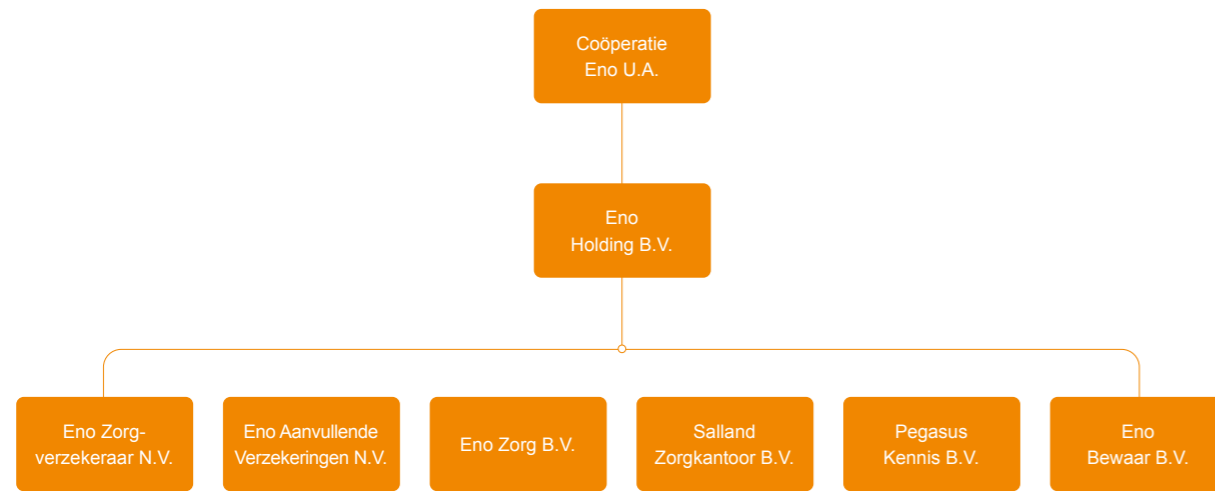 Coöperatie
Eno U.A.
Eno
Holding B.V.
Eno Zorg-
verzekeraar N.V.
Eno Aanvullende
Verzekeringen N.V.
Eno Zorg B.V.
Salland
Zorgkantoor B.V.
Pegasus
Kennis B.V.
Eno
Bewaar B.V.